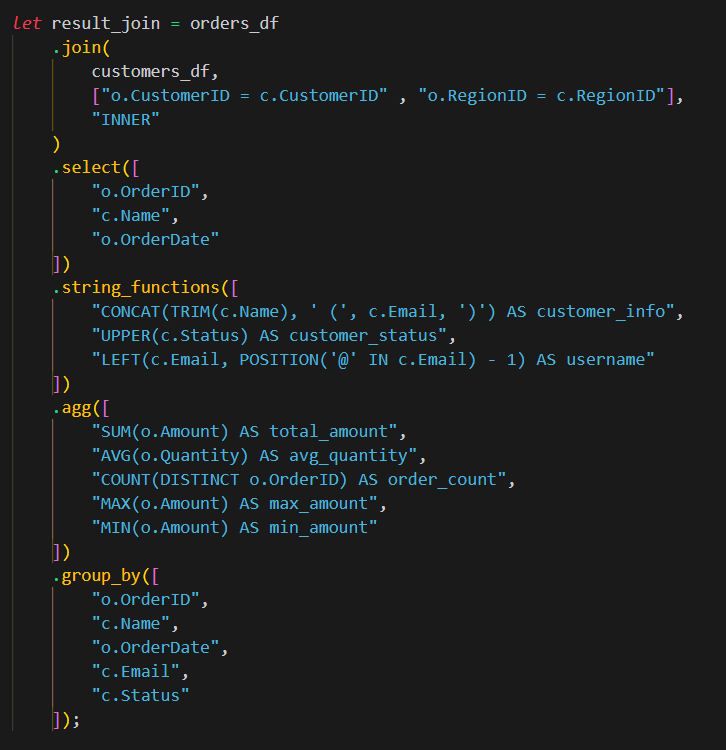 let result_join = orders_df
    .join(
        customers_df,
        ["o.CustomerID = c.CustomerID" , "o.RegionID = c.RegionID"],
        "INNER"
    )
    .select([
        "o.OrderID",
        "c.Name",
        "o.OrderDate"
    ])
    .string_functions([
        "CONCAT(TRIM(c.Name), ' (', c.Email, ')') AS customer_info",
        "UPPER(c.Status) AS customer_status",
        "LEFT(c.Email, POSITION('@' IN c.Email) - 1) AS username"
    ])
    .agg([
        "SUM(o.Amount) AS total_amount",
        "AVG(o.Quantity) AS avg_quantity",
        "COUNT(DISTINCT o.OrderID) AS order_count",
        "MAX(o.Amount) AS max_amount",
        "MIN(o.Amount) AS min_amount"
    ])
    .group_by([
        "o.OrderID",
        "c.Name",
        "o.OrderDate",
        "c.Email",
        "c.Status"
    ]);